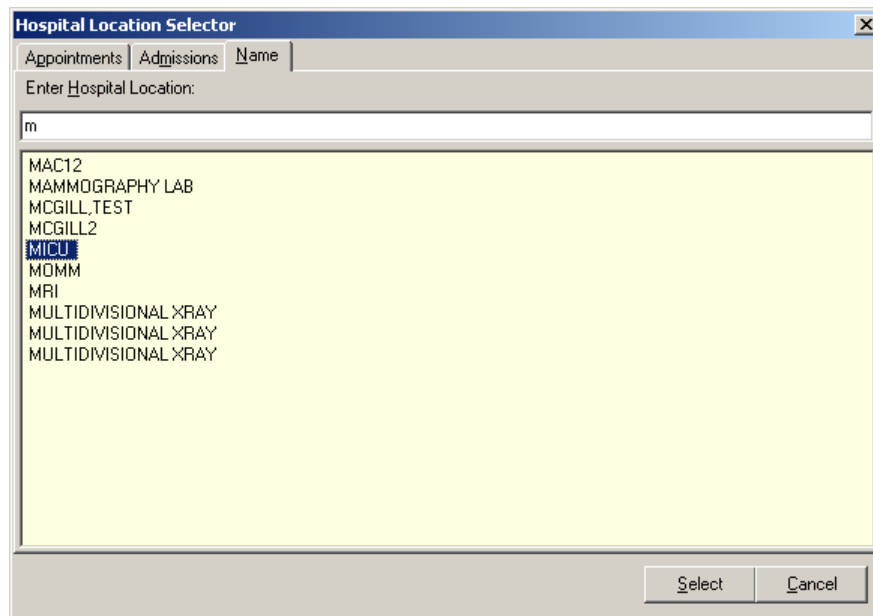 Hospital Location Selector
Appointments Admissions Name
Enter Hospital Location:
m
MAC12
MAMMOGRAPHY LAB
MCGILL,TEST
MCGILL2
MICU
MOMM
MRI
MULTIDIVISIONAL XRAY
MULTIDIVISIONAL XRAY
MULTIDIVISIONAL XRAY
Select Cancel